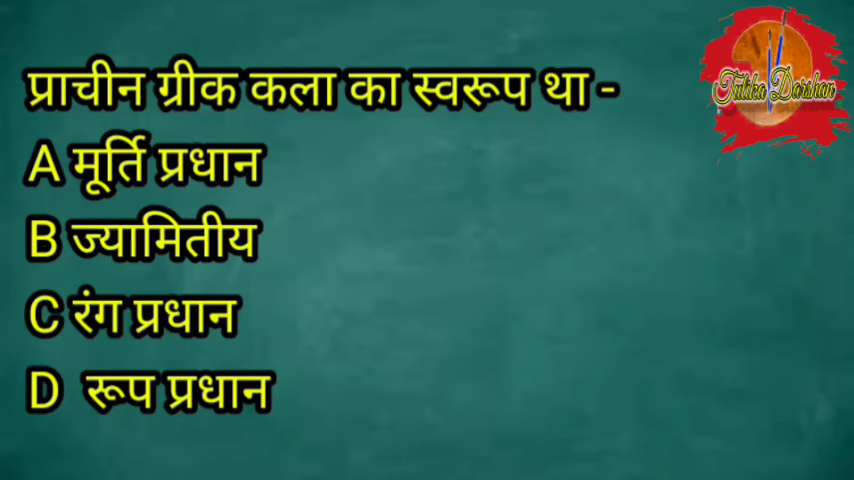 प्राचीन ग्रीक कला का स्वरूप था -
A मूर्ति प्रधान
B ज्यामितीय
C रंग प्रधान
D रूप प्रधान
Tulika Darshan